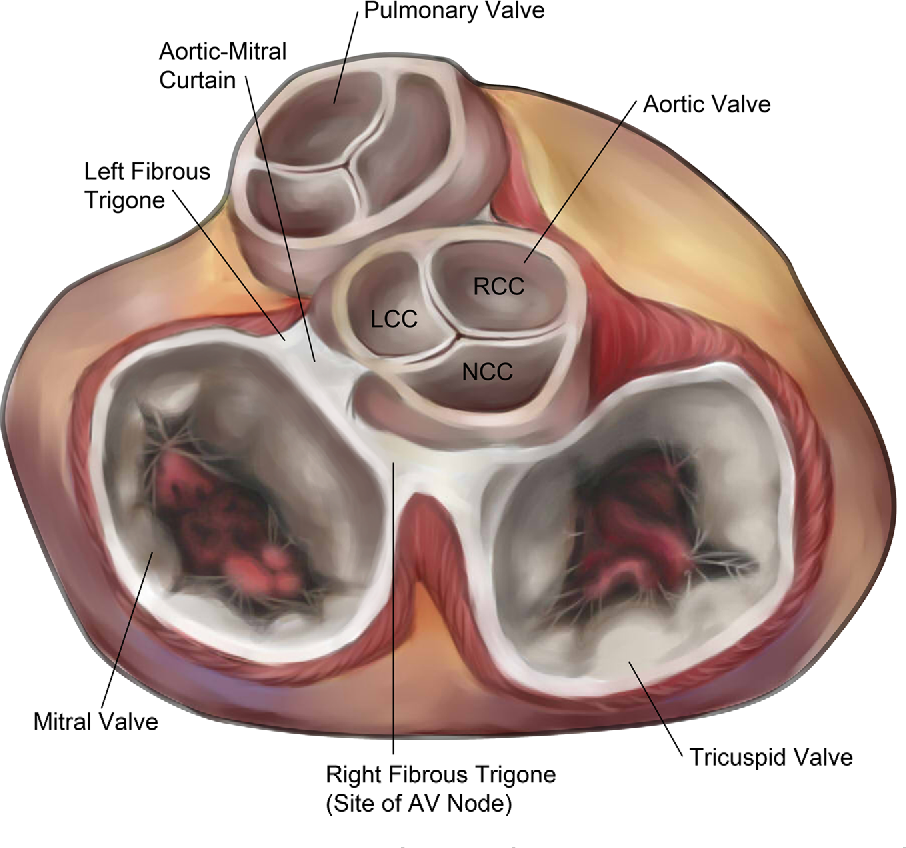 Pulmonary Valve
Aortic-Mitral
Curtain
Aortic Valve
Left Fibrous
Trigone
RCC
LCC
NCC
Mitral Valve
Tricuspid Valve
Right Fibrous Trigone
(Site of AV Node)